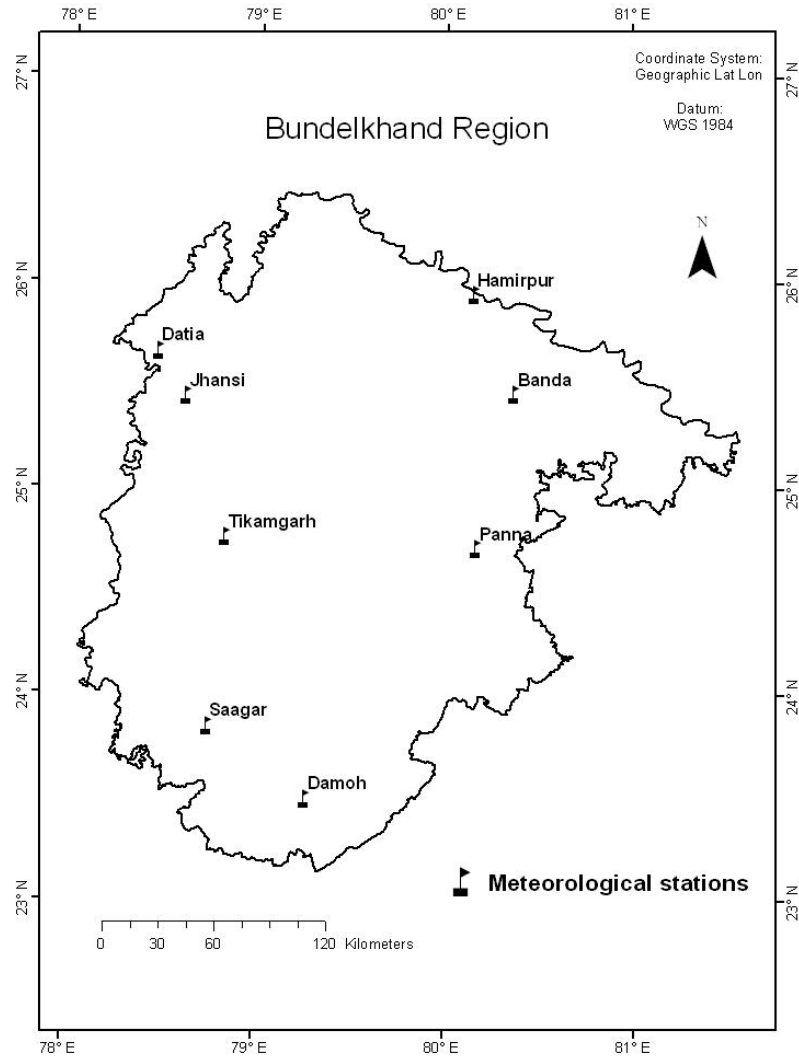 78° E 79° E 80° E 81° E
27° N
27° N
Coordinate System:
Geographic Lat Lon
Datum:
WGS 1984
Bundelkhand Region
N
26° N
26° N
Hamirpur
Datia
Jhansi
Banda
25° N
25° N
Tikamgarh
Panna
24° N
24° N
Saagar
Damoh
23° N
23° N
Meteorological stations
0 30 60 120 Kilometers
78° E 79° E 80° E 81° E